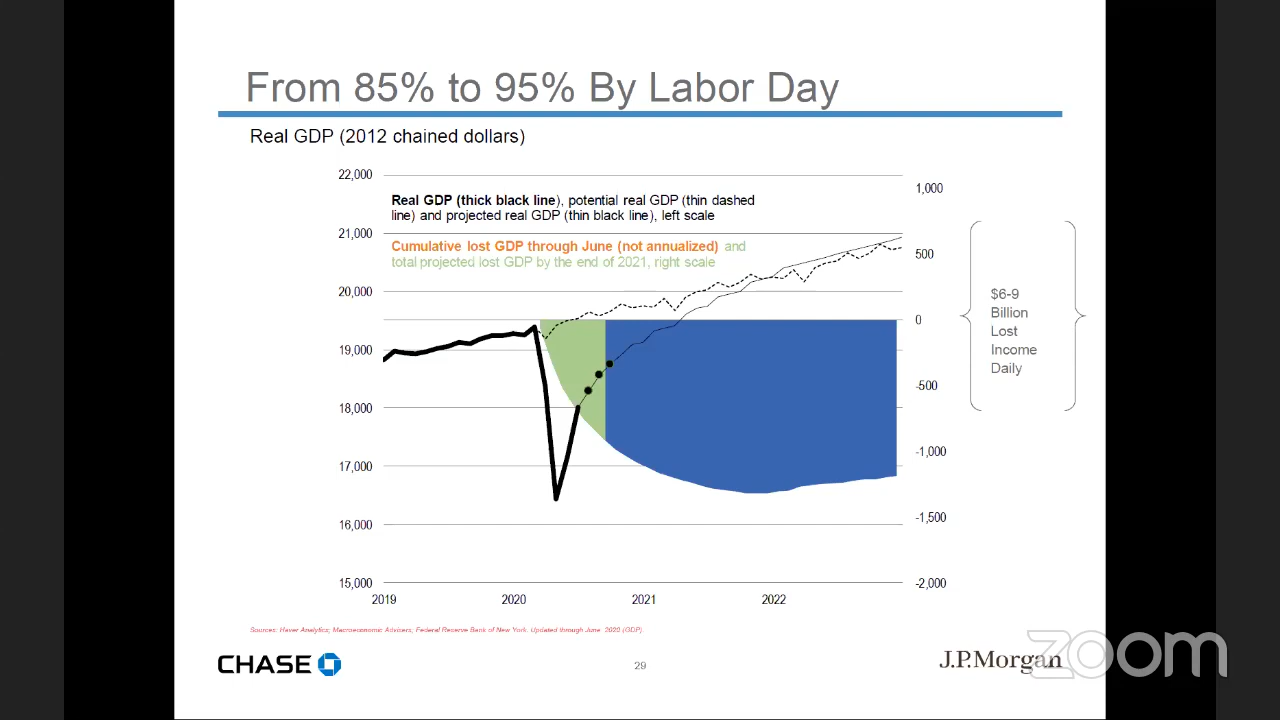 From 85% to 95% By Labor Day
Real GDP (2012 chained dollars)
22,000
21,000
20,000
19,000
18,000
17,000
16,000
15,000
Real GDP (thick black line), potential real GDP (thin dashed
line) and projected real GDP (thin black line), left scale
Cumulative lost GDP through June (not annualized) and
total projected lost GDP by the end of 2021, right scale
1,000
500
0
-500
-1,000
-1,500
-2,000
$6-9
Billion
Lost
Income
Daily
2019 2020 2021 2022
Sources: Haver Analytics; Macroeconomic Advisers; Federal Reserve Bank of New York. Updated through June 2020 (GDP).
CHASE
29
J.P.Morgan
zoom